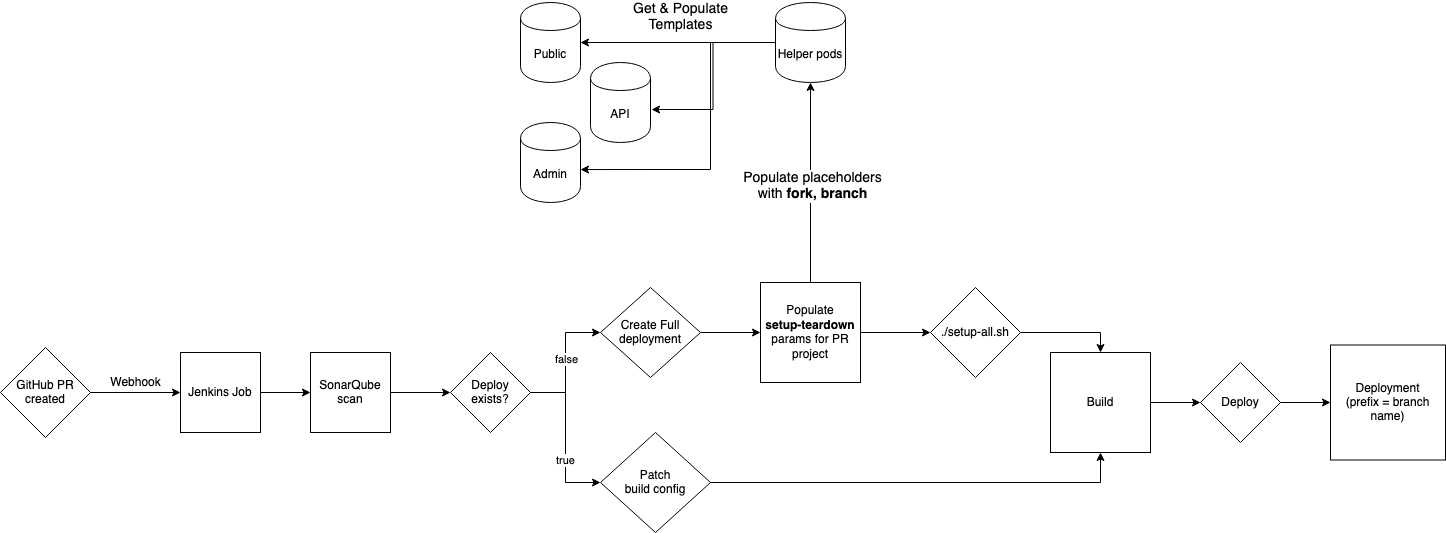 Get & Populate
Templates
Public
Helper pods
API
Admin
Populate placeholders
with fork, branch
GitHub PR
created
Webhook
Jenkins Job
SonarQube
scan
Deploy
exists?
false
true
Create Full
deployment
Populate
setup-teardown
params for PR
project
./setup-all.sh
Patch
build config
Build
Deploy
Deployment
(prefix = branch
name)